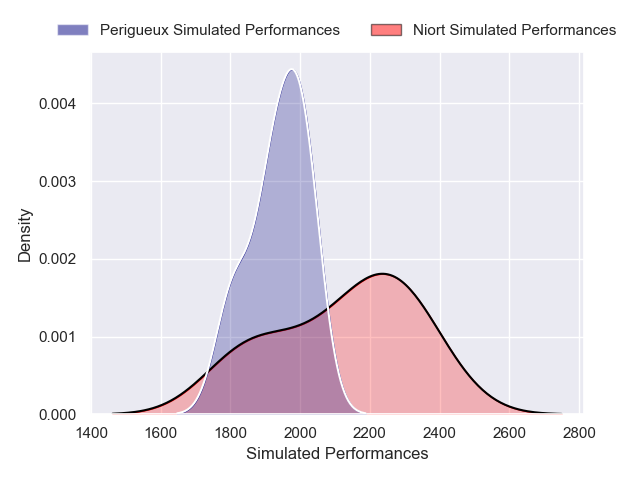 Perigueux Simulated Performances
Niort Simulated Performances
0.004
0.003
0.002
0.001
0.000
Density
1400 1600 1800 2000 2200 2400 2600 2800
Simulated Performances